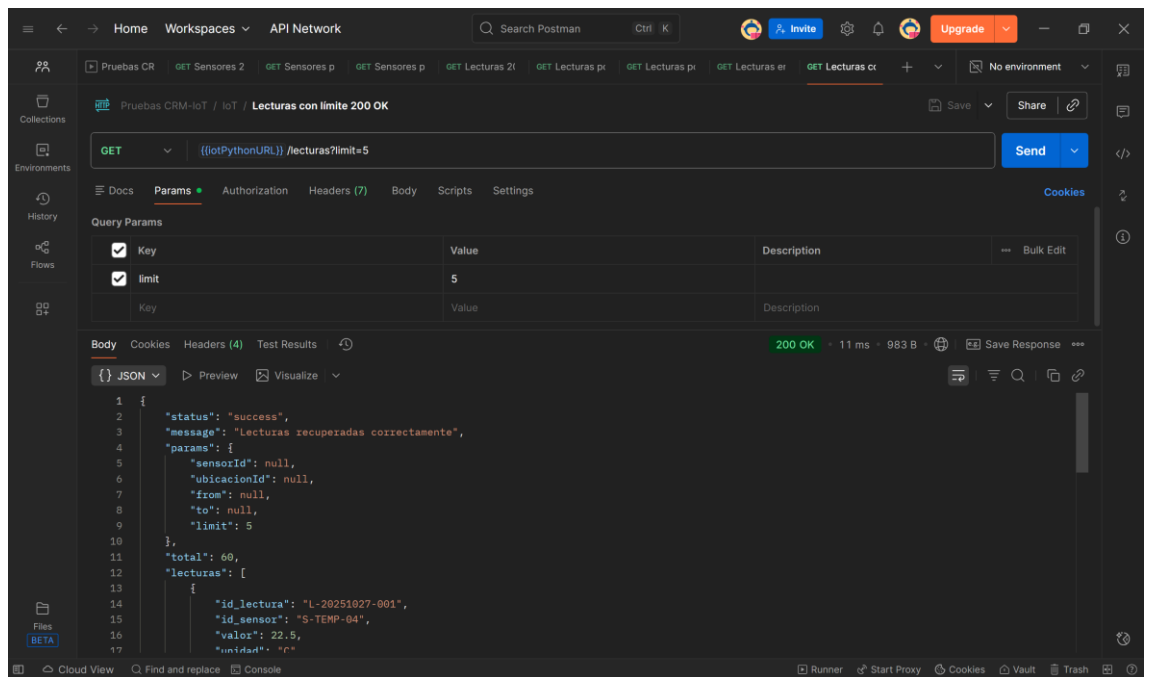 Home Workspaces API Network Search Postman Ctrl K Invite Upgrade
Pruebas CR GET Sensores 2 GET Sensores p GET Sensores p GET Lecturas 2( GET Lecturas po GET Lecturas po GET Lecturas er GET Lecturas co No environment
HTTP Pruebas CRM-IoT / IoT / Lecturas con límite 200 OK Save Share
Collections
GET {{iotPythonURL}} /lecturas?limit=5 Send
Environments
Docs Params Authorization Headers (7) Body Scripts Settings Cookies
History
Query Params
Key Value Description Bulk Edit
Flows
limit 5
Key Value Description
Body Cookies Headers (4) Test Results 200 OK 11 ms 983 B e.g. Save Response
{} JSON Preview Visualize
1 {
2 "status": "success",
3 "message": "Lecturas recuperadas correctamente",
4 "params": {
5 "sensorId": null,
6 "ubicacionId": null,
7 "from": null,
8 "to": null,
9 "limit": 5
10 },
11 "total": 60,
12 "lecturas": [
13 {
14 "id_lectura": "L-20251027-001",
15 "id_sensor": "S-TEMP-04",
16 "valor": 22.5,
17 "unidad": "C"
Files
BETA
Cloud View Find and replace Console Runner Start Proxy Cookies Vault Trash